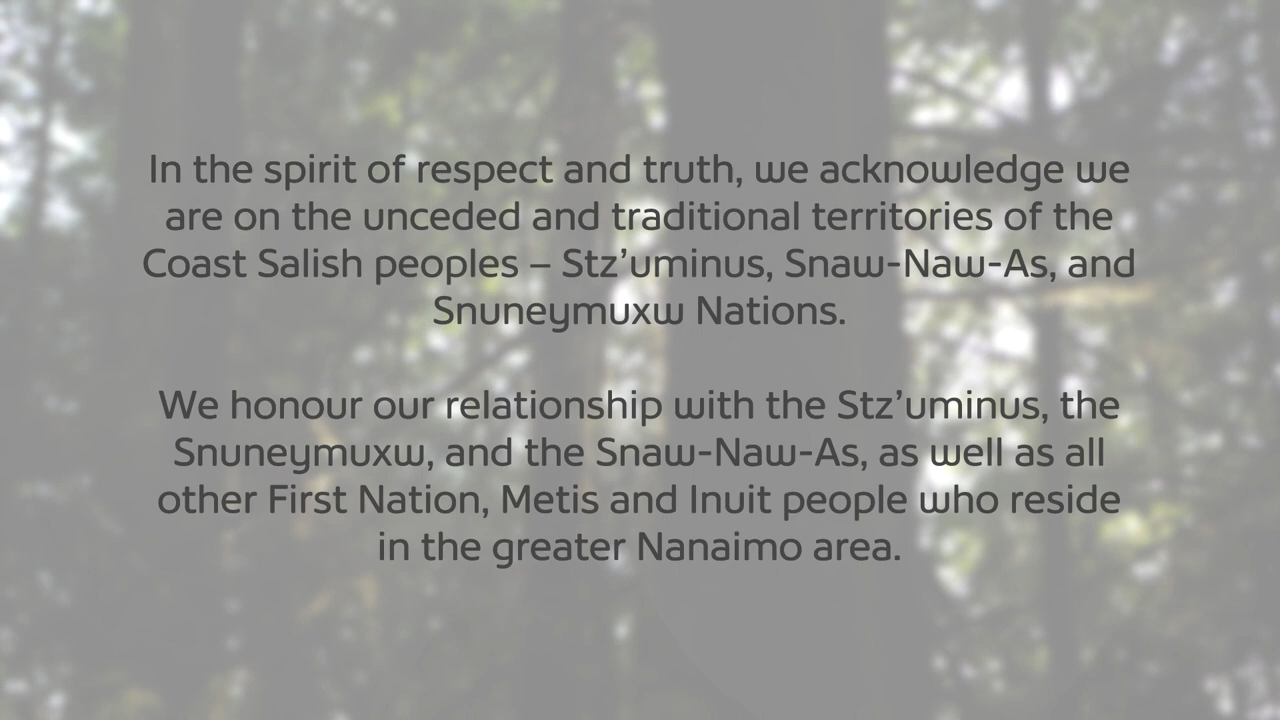 In the spirit of respect and truth, we acknowledge we
are on the unceded and traditional territories of the
Coast Salish peoples – Stz’uminus, Snaw-Naw-As, and
Snuneymuxw Nations.
We honour our relationship with the Stz’uminus, the
Snuneymuxw, and the Snaw-Naw-As, as well as all
other First Nation, Metis and Inuit people who reside
in the greater Nanaimo area.